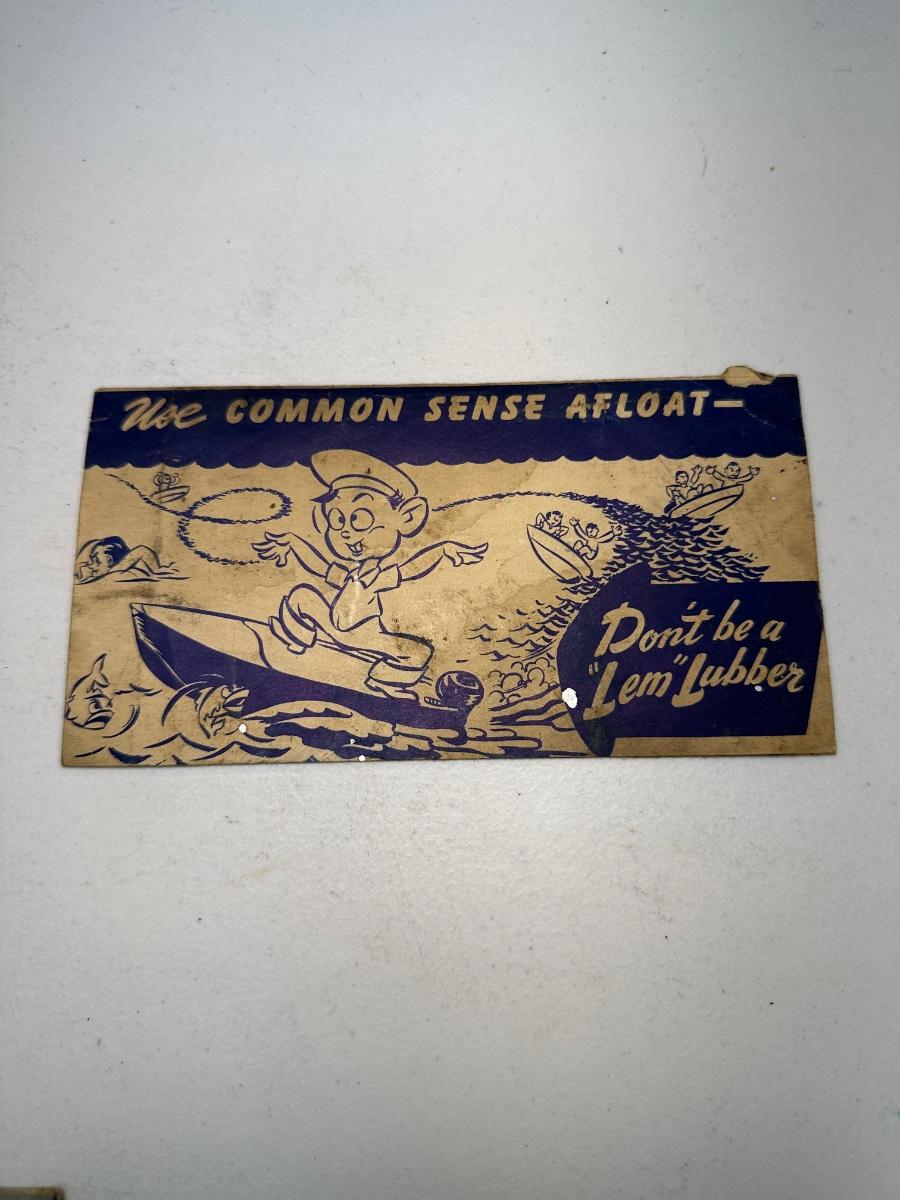 Use COMMON SENSE AFLOAT—
Don't be a
"Lem" Lubber